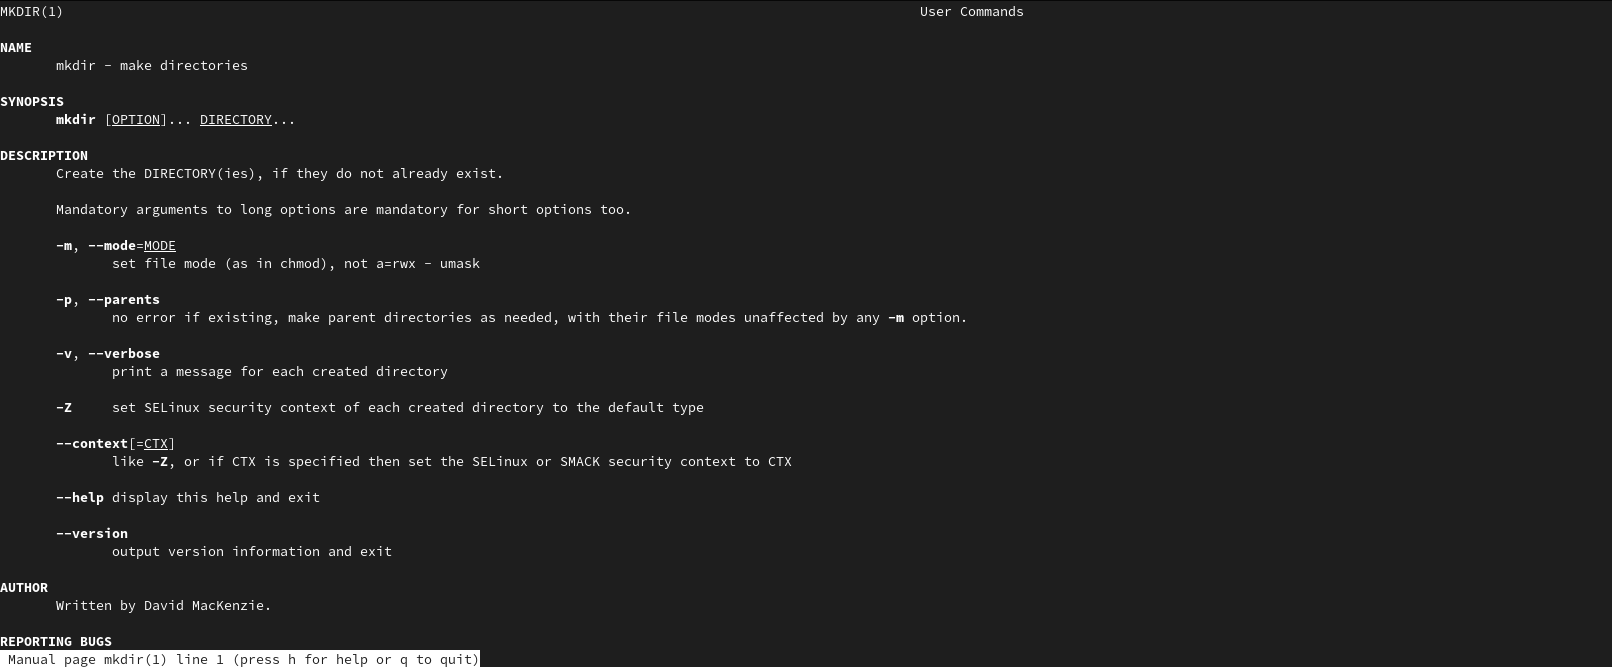 MKDIR(1) User Commands
NAME
mkdir - make directories
SYNOPSIS
mkdir [OPTION]... DIRECTORY...
DESCRIPTION
Create the DIRECTORY(ies), if they do not already exist.
Mandatory arguments to long options are mandatory for short options too.
-m, --mode=MODE
set file mode (as in chmod), not a=rwx - umask
-p, --parents
no error if existing, make parent directories as needed, with their file modes unaffected by any -m option.
-v, --verbose
print a message for each created directory
-Z set SELinux security context of each created directory to the default type
--context[=CTX]
like -Z, or if CTX is specified then set the SELinux or SMACK security context to CTX
--help display this help and exit
--version
output version information and exit
AUTHOR
Written by David MacKenzie.
REPORTING BUGS
Manual page mkdir(1) line 1 (press h for help or q to quit)